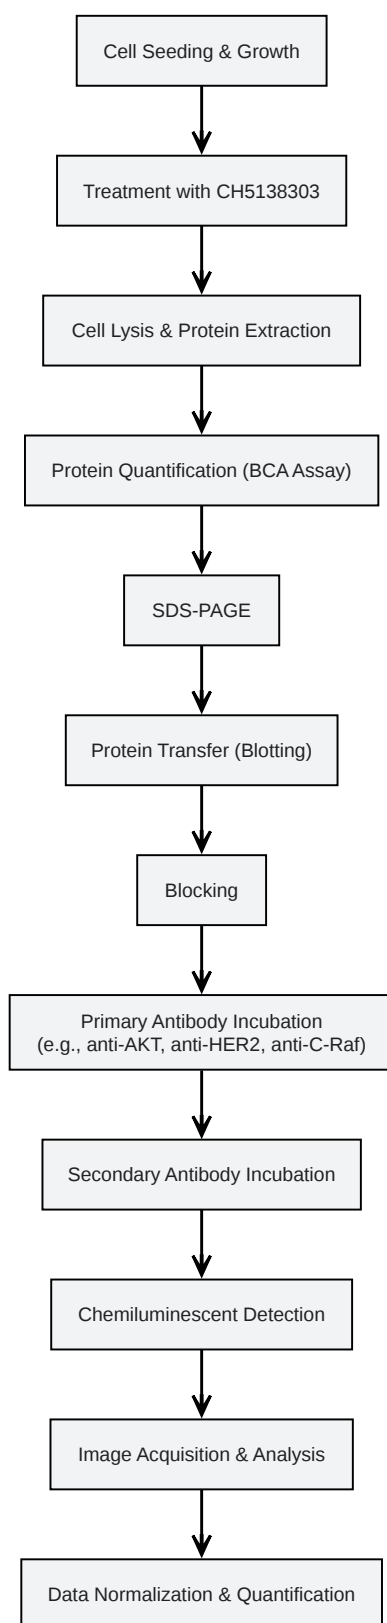 Cell Seeding & Growth
Treatment with CH5138303
Cell Lysis & Protein Extraction
Protein Quantification (BCA Assay)
SDS-PAGE
Protein Transfer (Blotting)
Blocking
Primary Antibody Incubation
(e.g., anti-AKT, anti-HER2, anti-C-Raf)
Secondary Antibody Incubation
Chemiluminescent Detection
Image Acquisition & Analysis
Data Normalization & Quantification